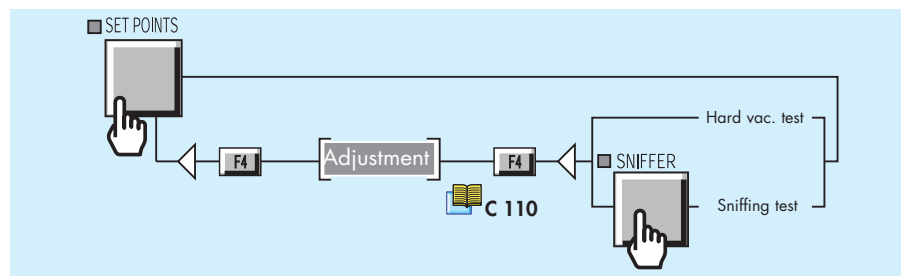 SET POINTS
Hard vac. test
F4
Adjustment
F4
SNIFFER
C 110
Sniffing test